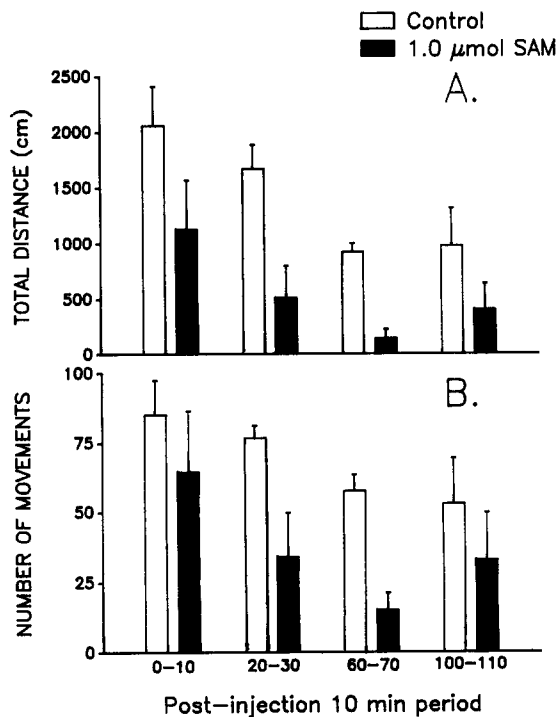 Control
1.0 μmol SAM
A.
TOTAL DISTANCE (cm)
2500
2000
1500
1000
500
0
B.
NUMBER OF MOVEMENTS
100
75
50
25
0
0–10 20–30 60–70 100–110
Post–injection 10 min period